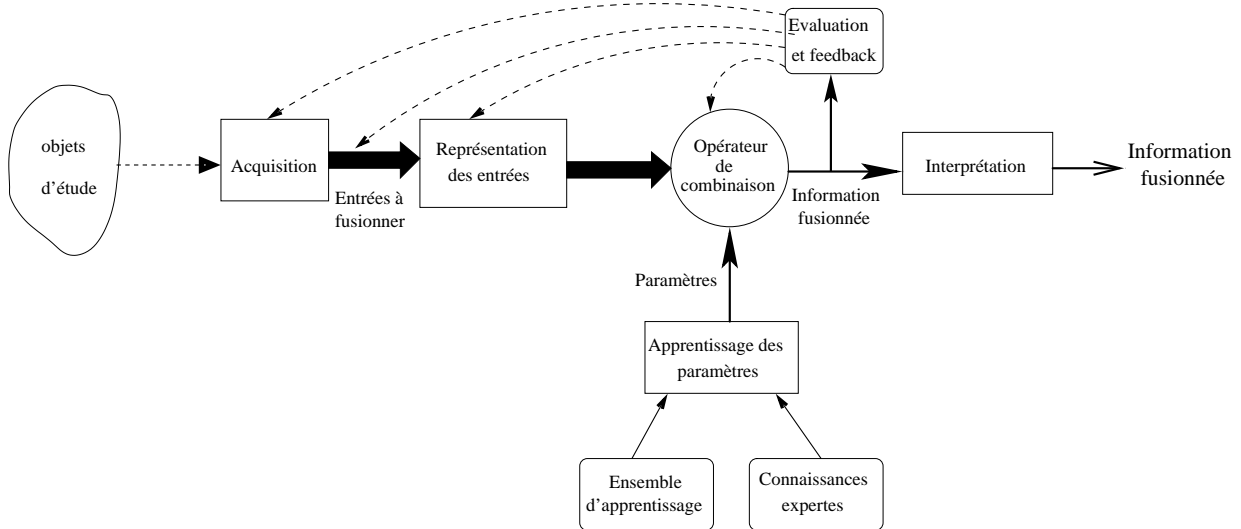 Evaluation
et feedback
objets
d'étude
Acquisition
Entrées à
fusionner
Représentation
des entrées
Opérateur
de
combinaison
Information
fusionnée
Interprétation
Information
fusionnée
Paramètres
Apprentissage des
paramètres
Ensemble
d'apprentissage
Connaissances
expertes